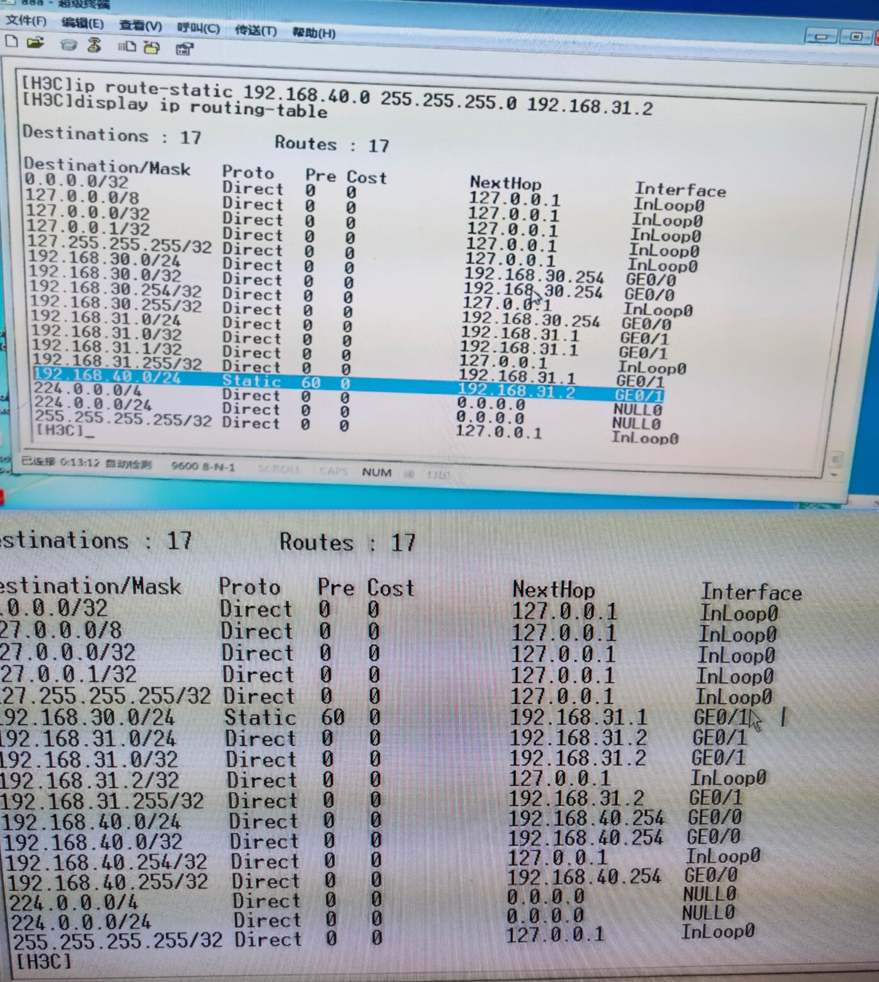 aaa - 超级终端
文件(F) 编辑(E) 查看(V) 呼叫(C) 传送(T) 帮助(H)
[H3C]ip route-static 192.168.40.0 255.255.255.0 192.168.31.2
[H3C]display ip routing-table
Destinations : 17 Routes : 17
Destination/Mask Proto Pre Cost NextHop Interface
0.0.0.0/32 Direct 0 0 127.0.0.1 InLoop0
127.0.0.0/8 Direct 0 0 127.0.0.1 InLoop0
127.0.0.0/32 Direct 0 0 127.0.0.1 InLoop0
127.0.0.1/32 Direct 0 0 127.0.0.1 InLoop0
127.255.255.255/32 Direct 0 0 127.0.0.1 InLoop0
192.168.30.0/24 Direct 0 0 192.168.30.254 GE0/0
192.168.30.0/32 Direct 0 0 192.168.30.254 GE0/0
192.168.30.254/32 Direct 0 0 127.0.0.1 InLoop0
192.168.30.255/32 Direct 0 0 192.168.30.254 GE0/0
192.168.31.0/24 Direct 0 0 192.168.31.1 GE0/1
192.168.31.0/32 Direct 0 0 192.168.31.1 GE0/1
192.168.31.1/32 Direct 0 0 127.0.0.1 InLoop0
192.168.31.255/32 Direct 0 0 192.168.31.1 GE0/1
192.168.40.0/24 Static 60 0 192.168.31.2 GE0/1
224.0.0.0/4 Direct 0 0 0.0.0.0 NULL0
224.0.0.0/24 Direct 0 0 0.0.0.0 NULL0
255.255.255.255/32 Direct 0 0 127.0.0.1 InLoop0
[H3C]_
已连接 0:13:12 自动检测 9600 8-N-1 SCROLL CAPS NUM
estinations : 17 Routes : 17
estination/Mask Proto Pre Cost NextHop Interface
.0.0.0/32 Direct 0 0 127.0.0.1 InLoop0
27.0.0.0/8 Direct 0 0 127.0.0.1 InLoop0
27.0.0.0/32 Direct 0 0 127.0.0.1 InLoop0
27.0.0.1/32 Direct 0 0 127.0.0.1 InLoop0
27.255.255.255/32 Direct 0 0 127.0.0.1 InLoop0
92.168.30.0/24 Static 60 0 192.168.31.1 GE0/1
92.168.31.0/24 Direct 0 0 192.168.31.2 GE0/1
92.168.31.0/32 Direct 0 0 192.168.31.2 GE0/1
192.168.31.2/32 Direct 0 0 127.0.0.1 InLoop0
192.168.31.255/32 Direct 0 0 192.168.31.2 GE0/1
192.168.40.0/24 Direct 0 0 192.168.40.254 GE0/0
192.168.40.0/32 Direct 0 0 192.168.40.254 GE0/0
192.168.40.254/32 Direct 0 0 127.0.0.1 InLoop0
192.168.40.255/32 Direct 0 0 192.168.40.254 GE0/0
224.0.0.0/4 Direct 0 0 0.0.0.0 NULL0
224.0.0.0/24 Direct 0 0 0.0.0.0 NULL0
255.255.255.255/32 Direct 0 0 127.0.0.1 InLoop0
[H3C]